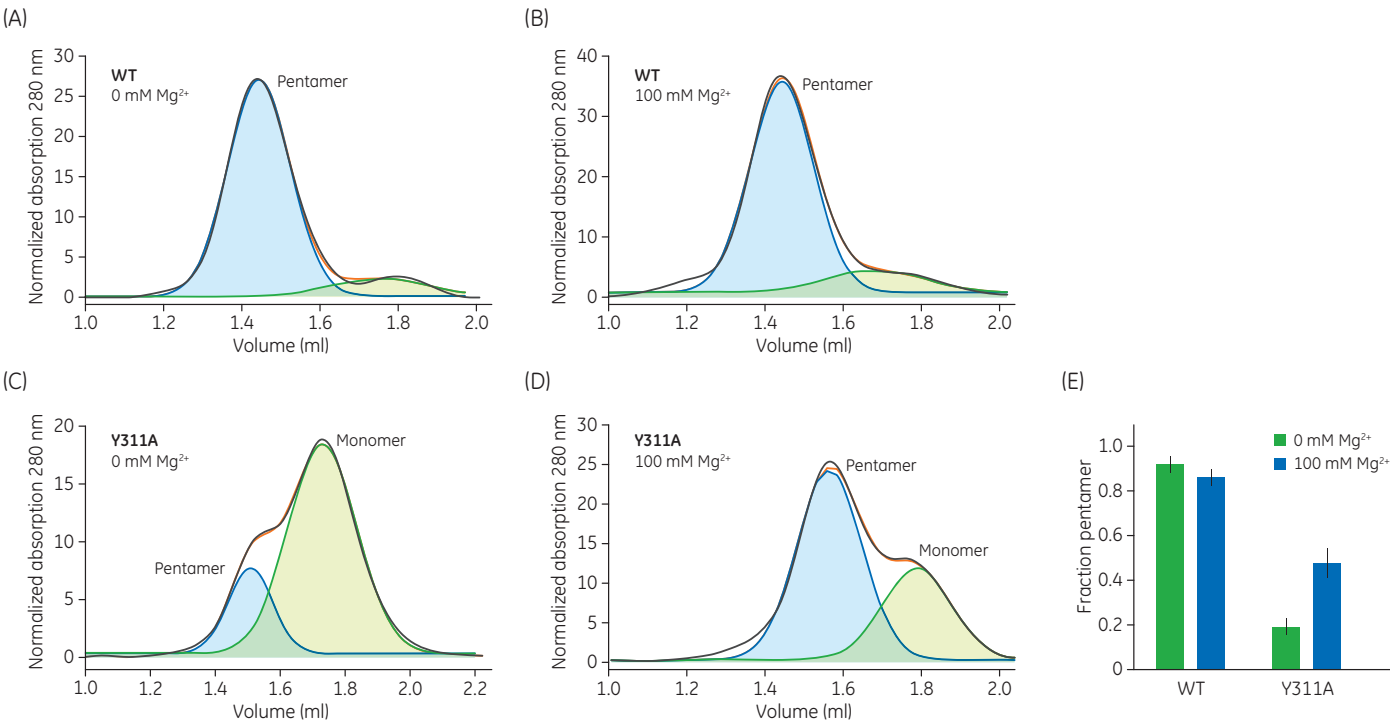 (A)
Normalized absorption 280 nm
30
25
20
15
10
5
0
WT
0 mM Mg²⁺
Pentamer
1.0 1.2 1.4 1.6 1.8 2.0
Volume (ml)
(B)
Normalized absorption 280 nm
40
30
20
10
0
WT
100 mM Mg²⁺
Pentamer
1.0 1.2 1.4 1.6 1.8 2.0
Volume (ml)
(C)
Normalized absorption 280 nm
20
15
10
5
0
Y311A
0 mM Mg²⁺
Monomer
Pentamer
1.0 1.2 1.4 1.6 1.8 2.0 2.2
Volume (ml)
(D)
Normalized absorption 280 nm
30
25
20
15
10
5
0
Y311A
100 mM Mg²⁺
Pentamer
Monomer
1.0 1.2 1.4 1.6 1.8 2.0
Volume (ml)
(E)
Fraction pentamer
1.0
0.8
0.6
0.4
0.2
0
0 mM Mg²⁺
100 mM Mg²⁺
WT Y311A